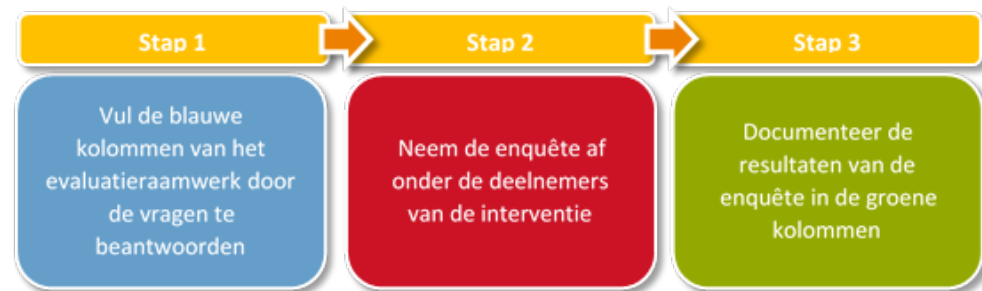 Stap 1
Stap 2
Stap 3
Vul de blauwe
kolommen van het
evaluatieraamwerk door
de vragen te
beantwoorden
Neem de enquête af
onder de deelnemers
van de interventie
Documenteer de
resultaten van de
enquête in de groene
kolommen